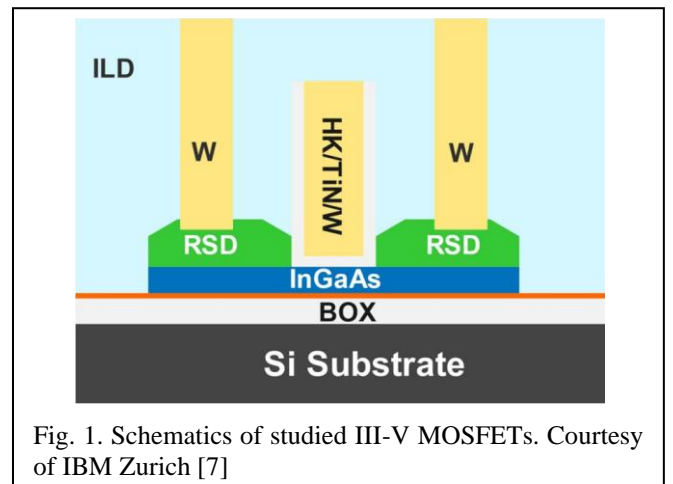 ILD
W
HK/TiN/W
W
RSD
RSD
InGaAs
BOX
Si Substrate
Fig. 1. Schematics of studied III-V MOSFETs. Courtesy
of IBM Zurich [7]